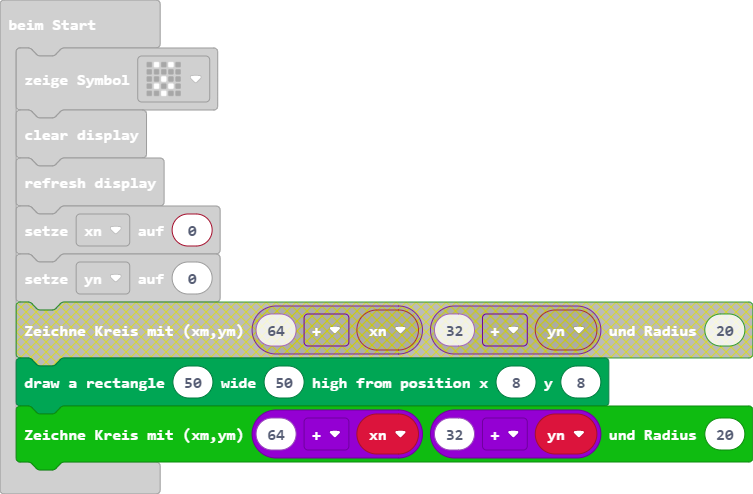 beim Start
zeige Symbol
clear display
refresh display
setze xn auf 0
setze yn auf 0
Zeichne Kreis mit (xm,ym) 64 + xn 32 + yn und Radius 20
draw a rectangle 50 wide 50 high from position x 8 y 8
Zeichne Kreis mit (xm,ym) 64 + xn 32 + yn und Radius 20